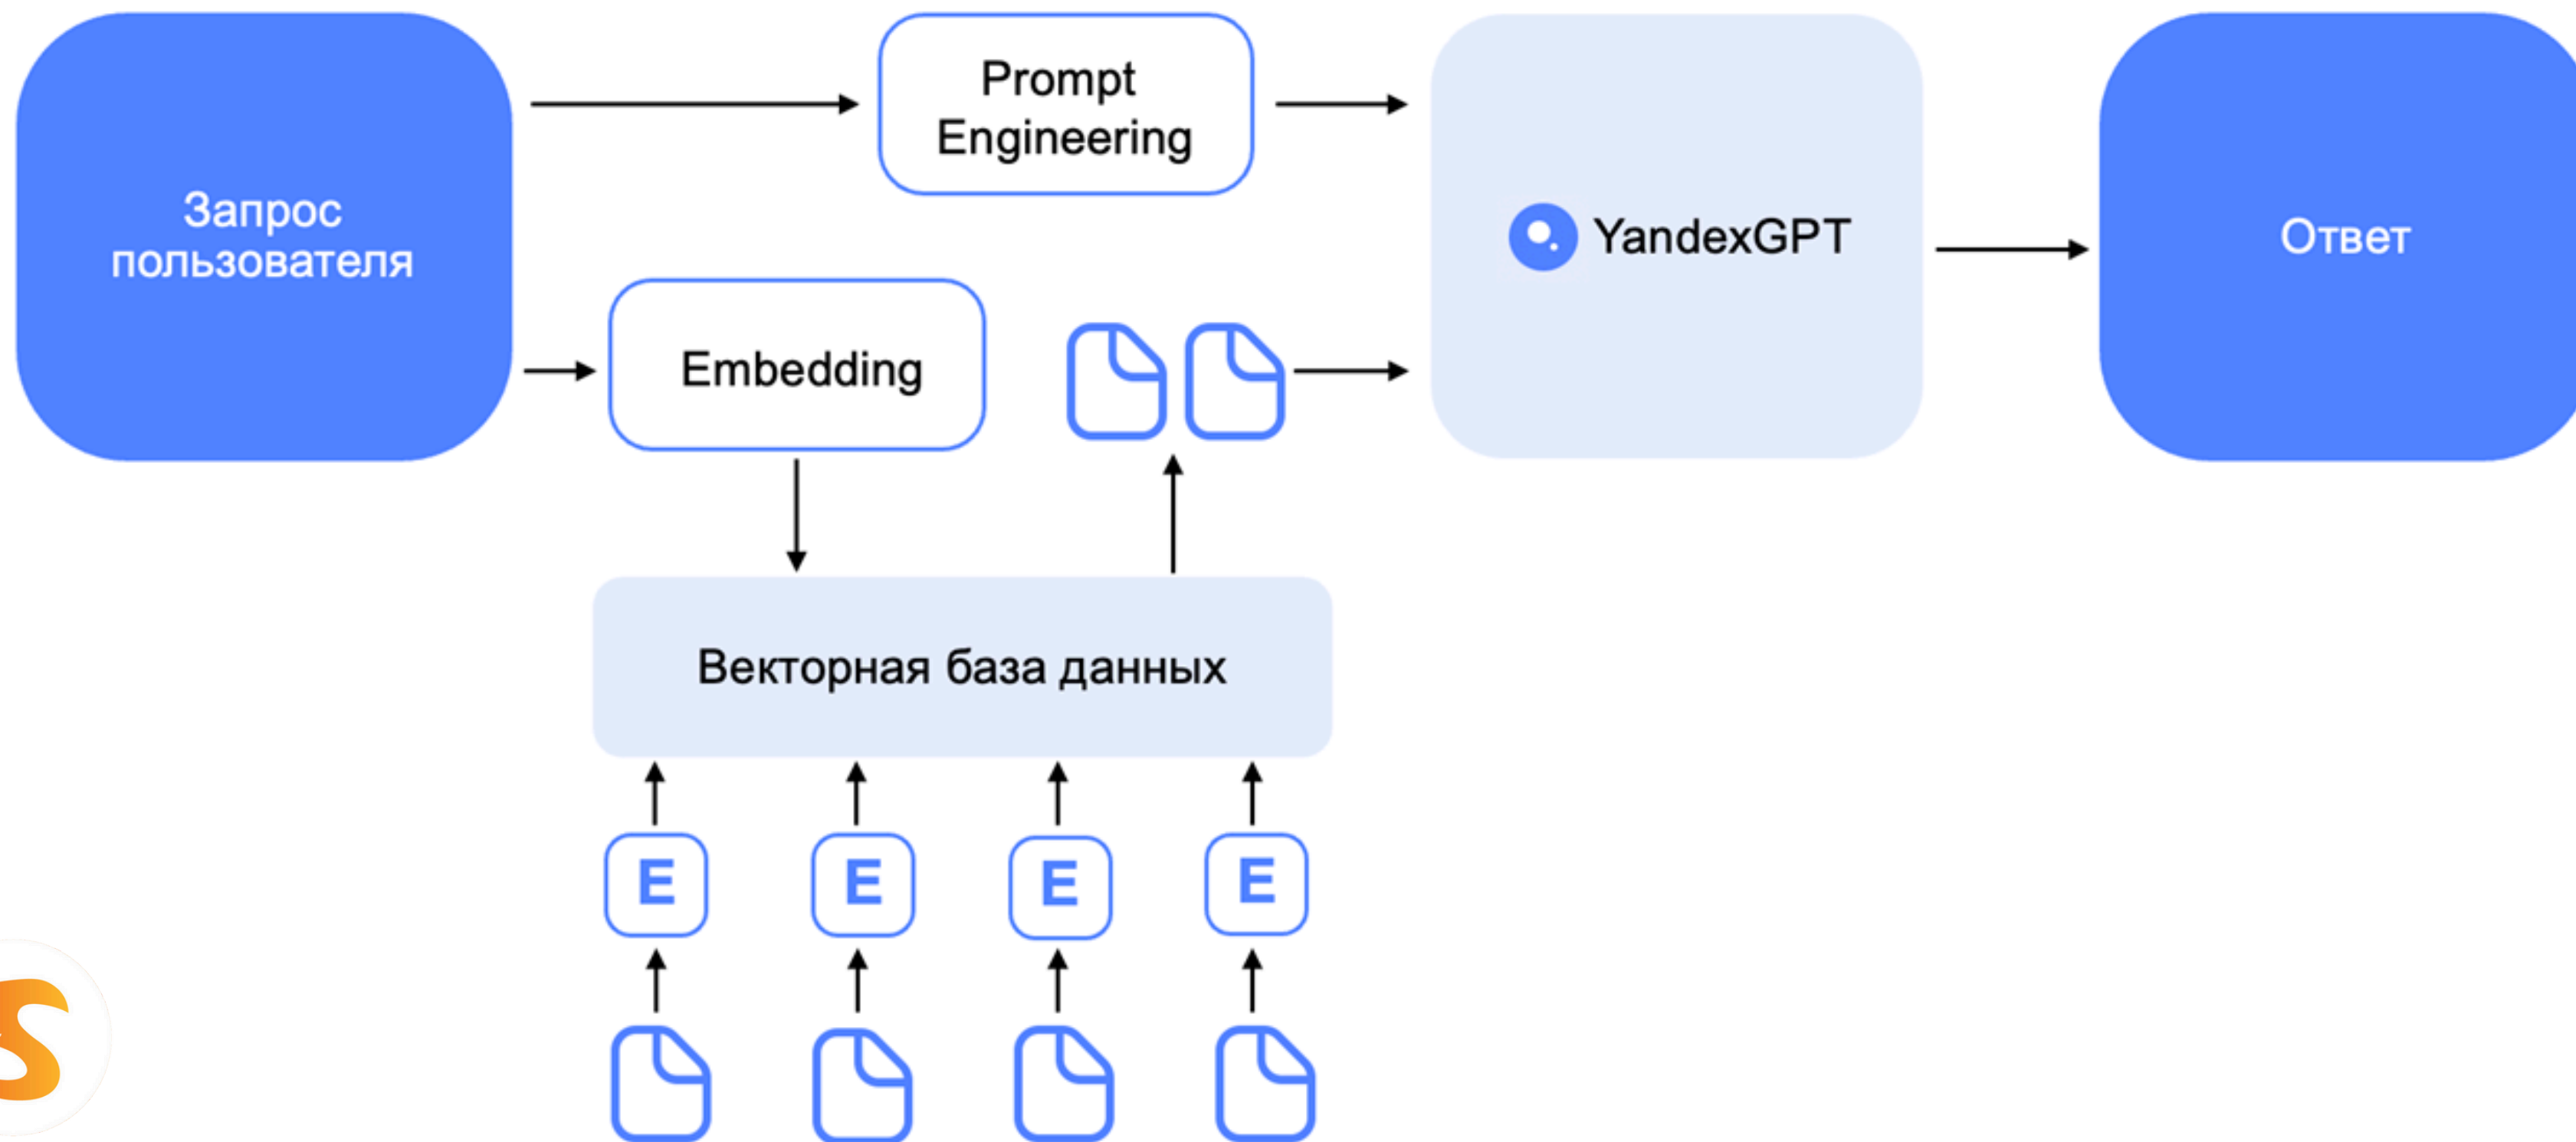 Запрос
пользователя
Prompt
Engineering
YandexGPT
Ответ
Embedding
Векторная база данных
E
E
E
E
S